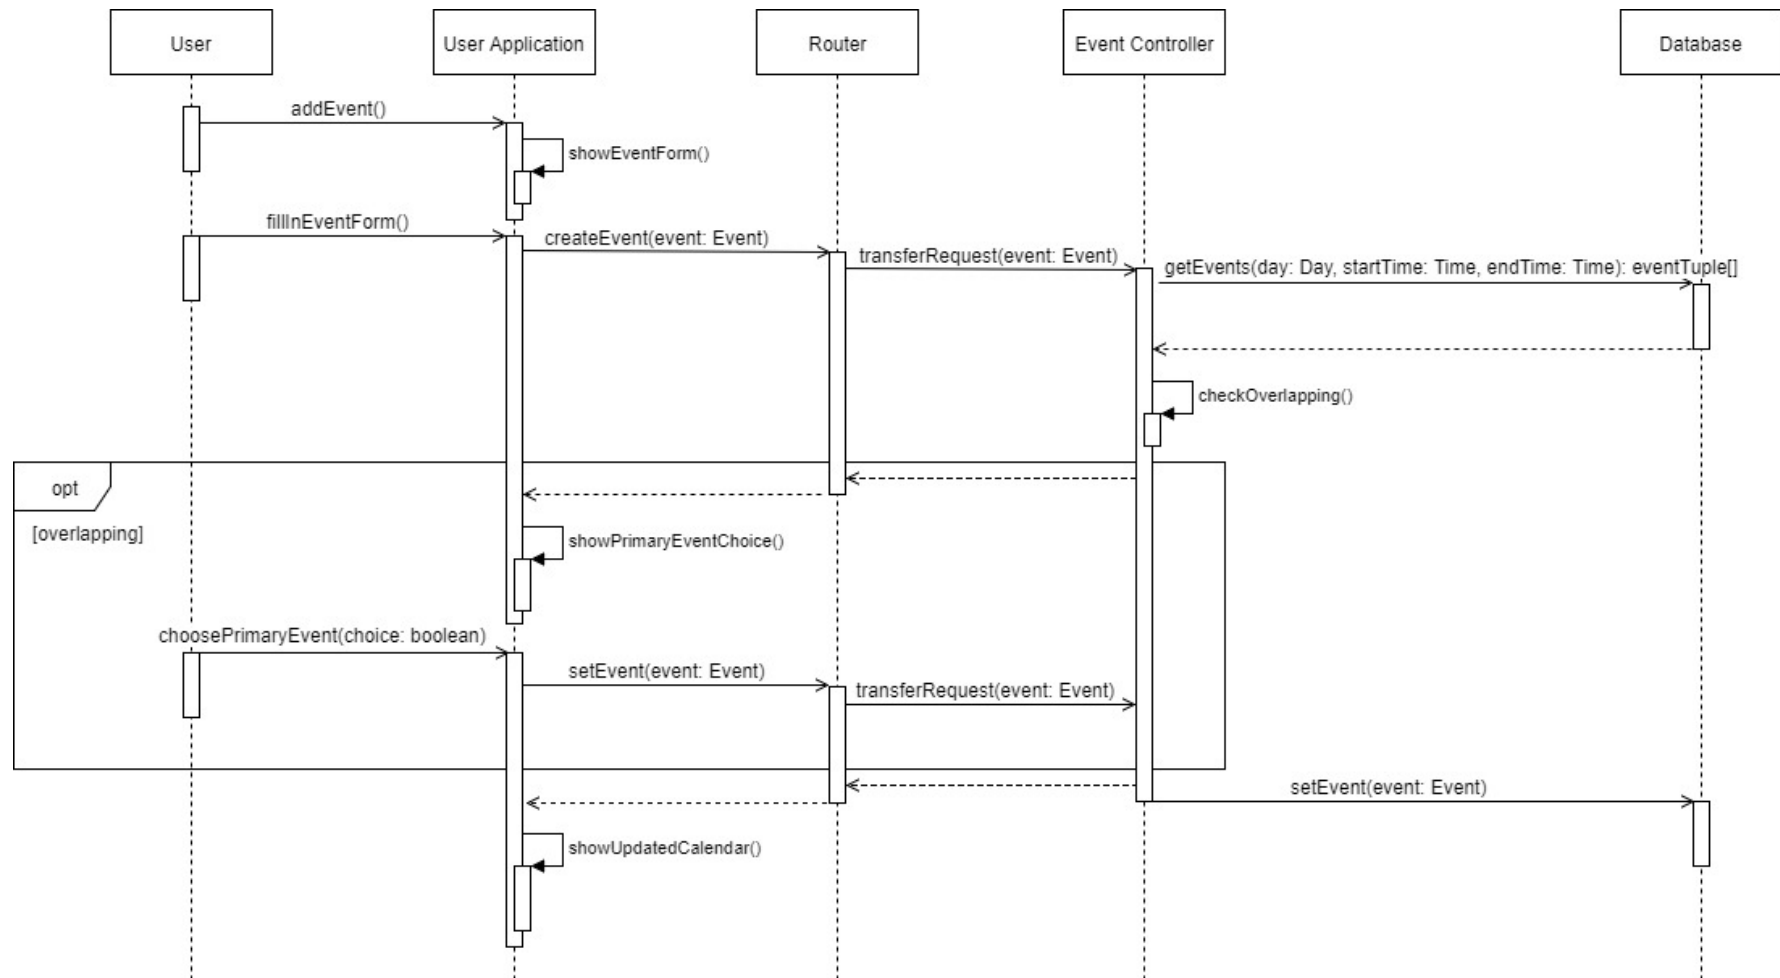 User
User Application
Router
Event Controller
Database
addEvent()
showEventForm()
fillInEventForm()
createEvent(event: Event)
transferRequest(event: Event)
getEvents(day: Day, startTime: Time, endTime: Time): eventTuple[]
checkOverlapping()
opt
[overlapping]
showPrimaryEventChoice()
choosePrimaryEvent(choice: boolean)
setEvent(event: Event)
transferRequest(event: Event)
setEvent(event: Event)
showUpdatedCalendar()